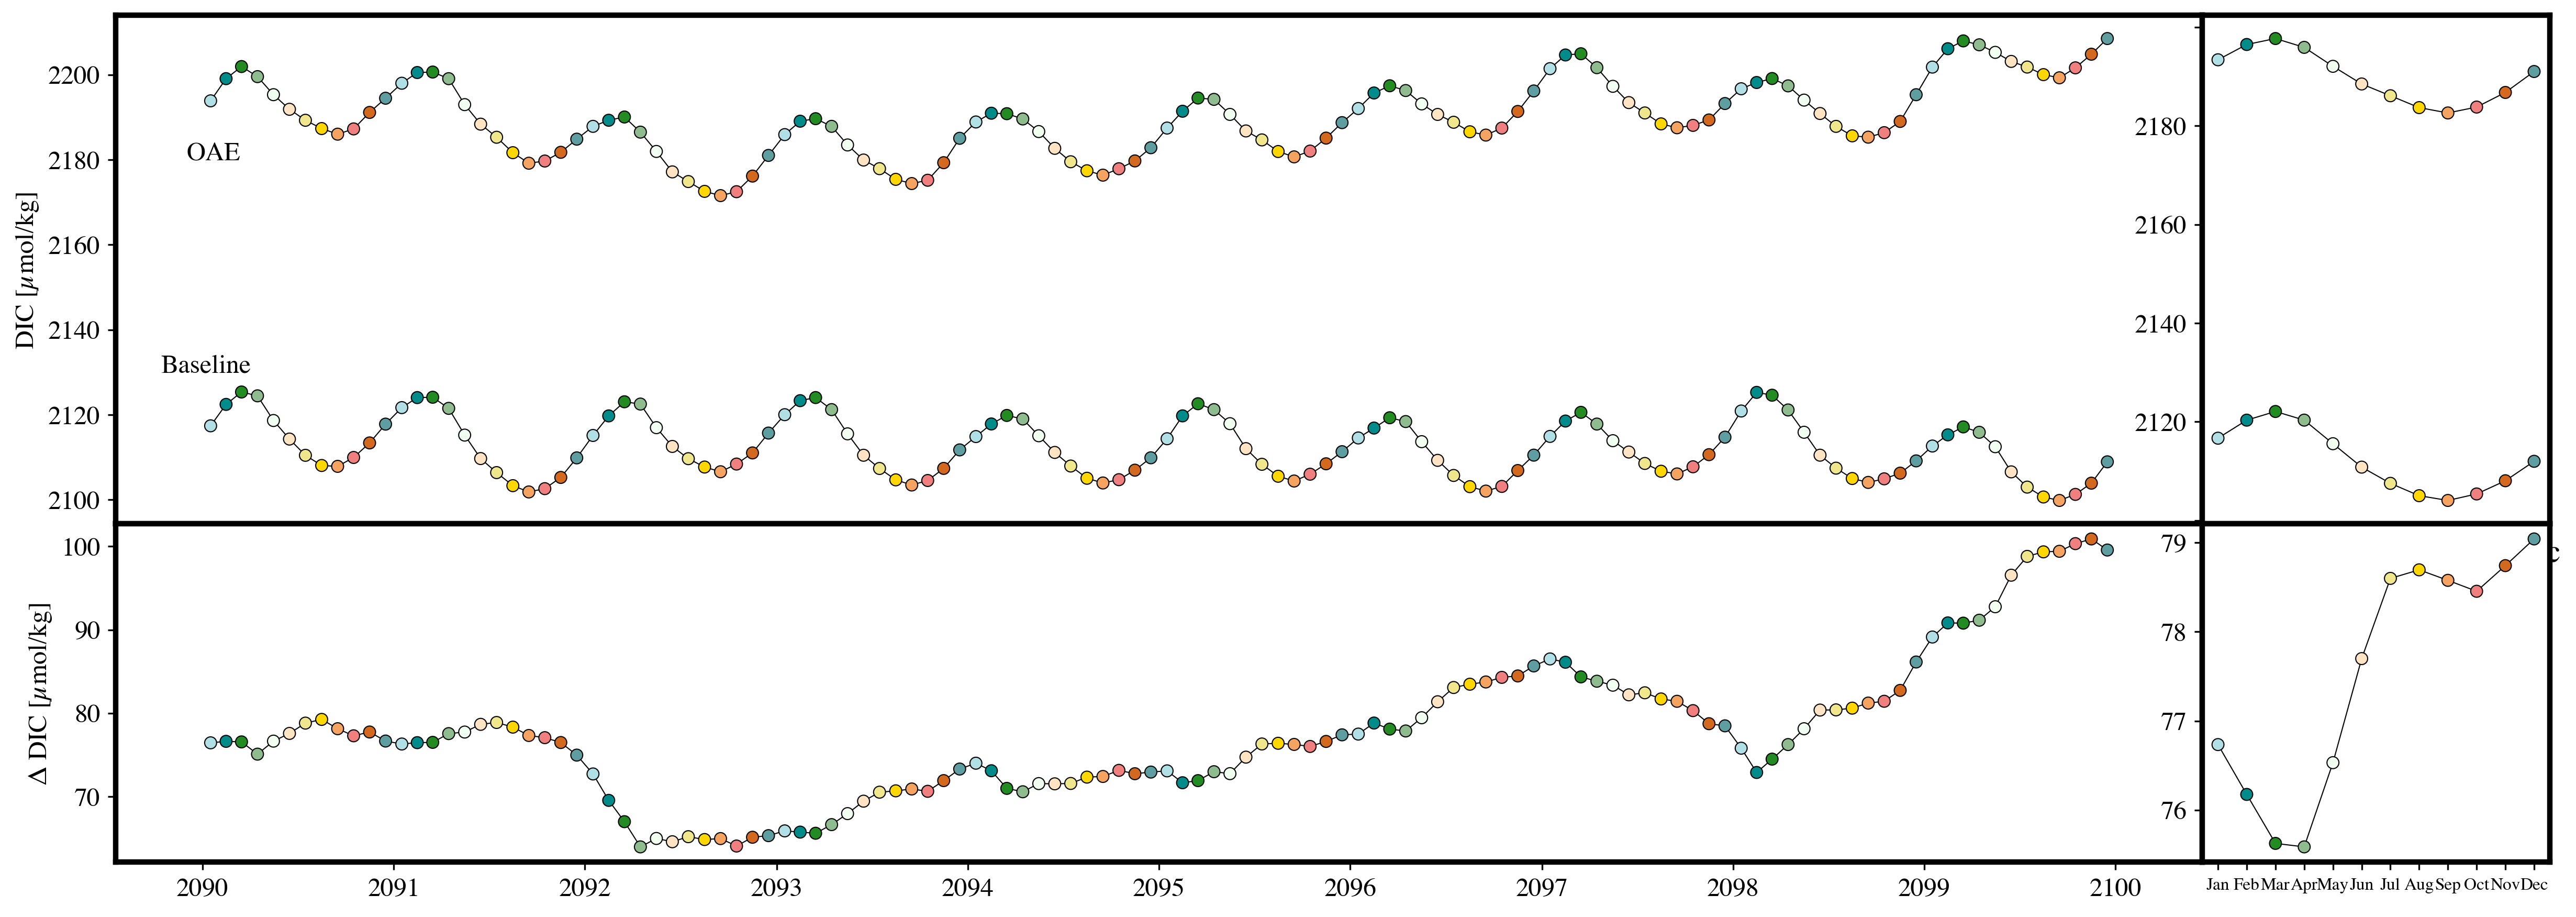 DIC [µmol/kg]
2200
2180
2160
2140
2120
2100
OAE
Baseline
2180
2160
2140
2120
Δ DIC [µmol/kg]
100
90
80
70
79
78
77
76
c
2090 2091 2092 2093 2094 2095 2096 2097 2098 2099 2100
Jan Feb Mar Apr May Jun Jul Aug Sep Oct Nov Dec